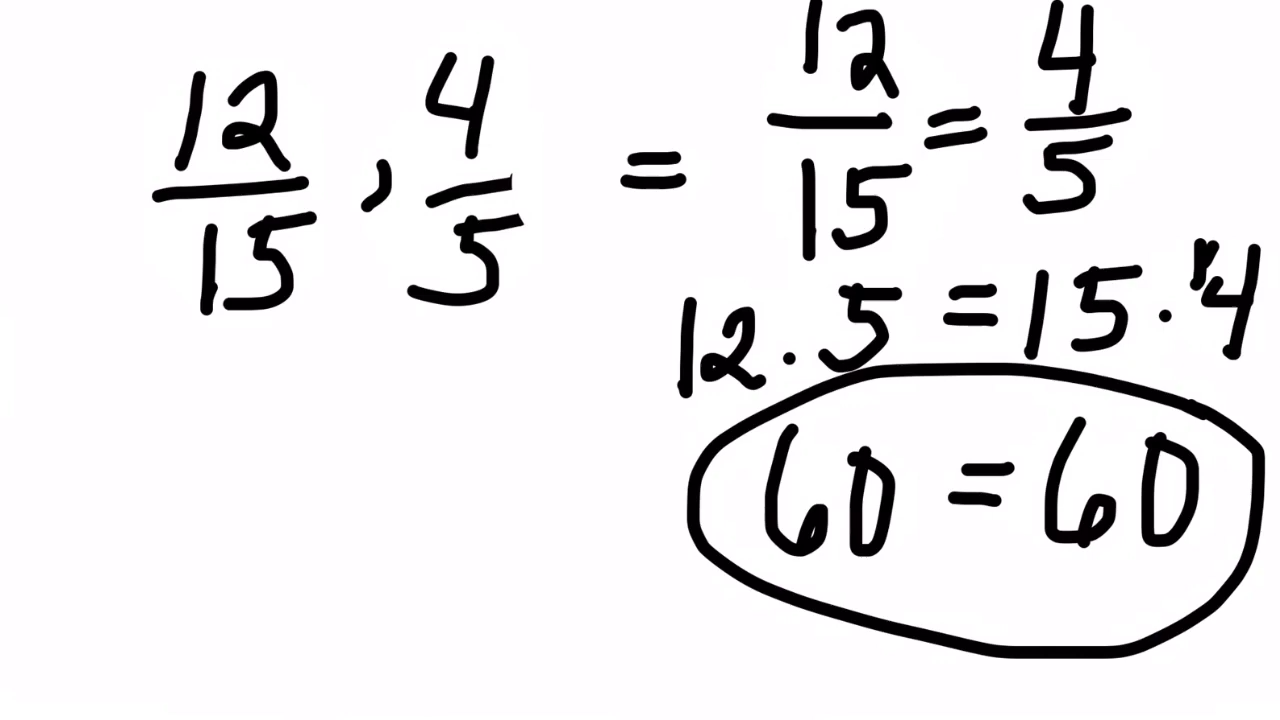 12/15 , 4/5 = 12/15 = 4/5
12 . 5 = 15 . 4
60 = 60